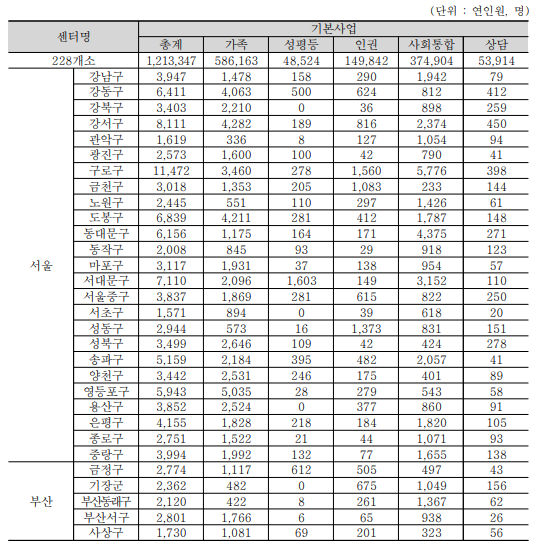 (단위 : 연인원, 명)
센터명 기본사업
총계 가족 성평등 인권 사회통합 상담
228개소 1,213,347 586,163 48,524 149,842 374,904 53,914
서울 강남구 3,947 1,478 158 290 1,942 79
강동구 6,411 4,063 500 624 812 412
강북구 3,403 2,210 0 36 898 259
강서구 8,111 4,282 189 816 2,374 450
관악구 1,619 336 8 127 1,054 94
광진구 2,573 1,600 100 42 790 41
구로구 11,472 3,460 278 1,560 5,776 398
금천구 3,018 1,353 205 1,083 233 144
노원구 2,445 551 110 297 1,426 61
도봉구 6,839 4,211 281 412 1,787 148
동대문구 6,156 1,175 164 171 4,375 271
동작구 2,008 845 93 29 918 123
마포구 3,117 1,931 37 138 954 57
서대문구 7,110 2,096 1,603 149 3,152 110
서울중구 3,837 1,869 281 615 822 250
서초구 1,571 894 0 39 618 20
성동구 2,944 573 16 1,373 831 151
성북구 3,499 2,646 109 42 424 278
송파구 5,159 2,184 395 482 2,057 41
양천구 3,442 2,531 246 175 401 89
영등포구 5,943 5,035 28 279 543 58
용산구 3,852 2,524 0 377 860 91
은평구 4,155 1,828 218 184 1,820 105
종로구 2,751 1,522 21 44 1,071 93
중랑구 3,994 1,992 132 77 1,655 138
부산 금정구 2,774 1,117 612 505 497 43
기장군 2,362 482 0 675 1,049 156
부산동래구 2,120 422 8 261 1,367 62
부산서구 2,801 1,766 6 65 938 26
사상구 1,730 1,081 69 201 323 56